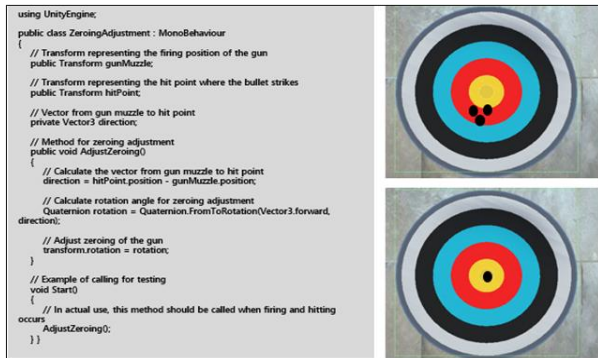 using UnityEngine;
public class ZeroingAdjustment : MonoBehaviour
{
// Transform representing the firing position of the gun
public Transform gunMuzzle;
// Transform representing the hit point where the bullet strikes
public Transform hitPoint;
// Vector from gun muzzle to hit point
private Vector3 direction;
// Method for zeroing adjustment
public void AdjustZeroing()
{
// Calculate the vector from gun muzzle to hit point
direction = hitPoint.position - gunMuzzle.position;
// Calculate rotation angle for zeroing adjustment
Quaternion rotation = Quaternion.FromToRotation(Vector3.forward,
direction);
// Adjust zeroing of the gun
transform.rotation = rotation;
}
// Example of calling for testing
void Start()
{
// In actual use, this method should be called when firing and hitting
occurs
AdjustZeroing();
} }